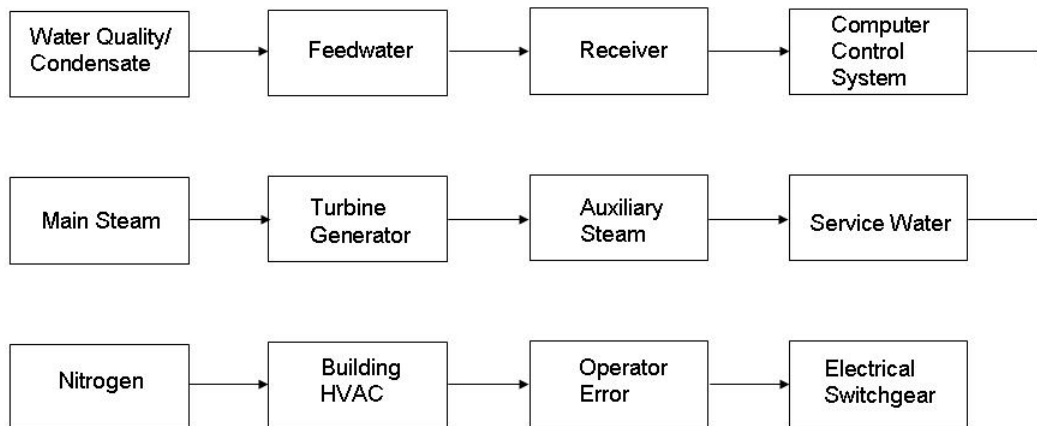 Water Quality/
Condensate
Feedwater
Receiver
Computer
Control
System
Main Steam
Turbine
Generator
Auxiliary
Steam
Service Water
Nitrogen
Building
HVAC
Operator
Error
Electrical
Switchgear